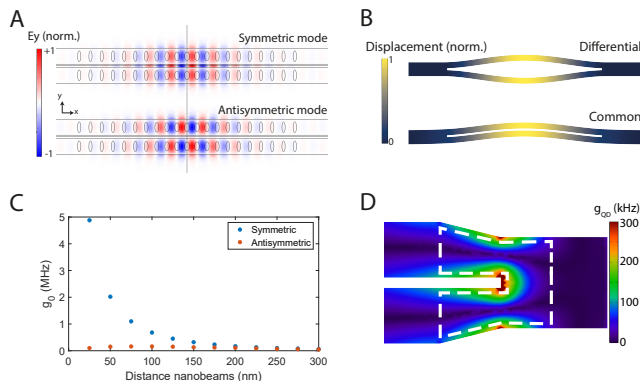 A
Ey (norm.)
+1
-1
y
x
Symmetric mode
Antisymmetric mode
B
Displacement (norm.)
1
0
Differential
Common
C
g0 (MHz)
5
4
3
2
1
0
0 50 100 150 200 250 300
Distance nanobeams (nm)
Symmetric
Antisymmetric
D
gQD (kHz)
300
200
100
0